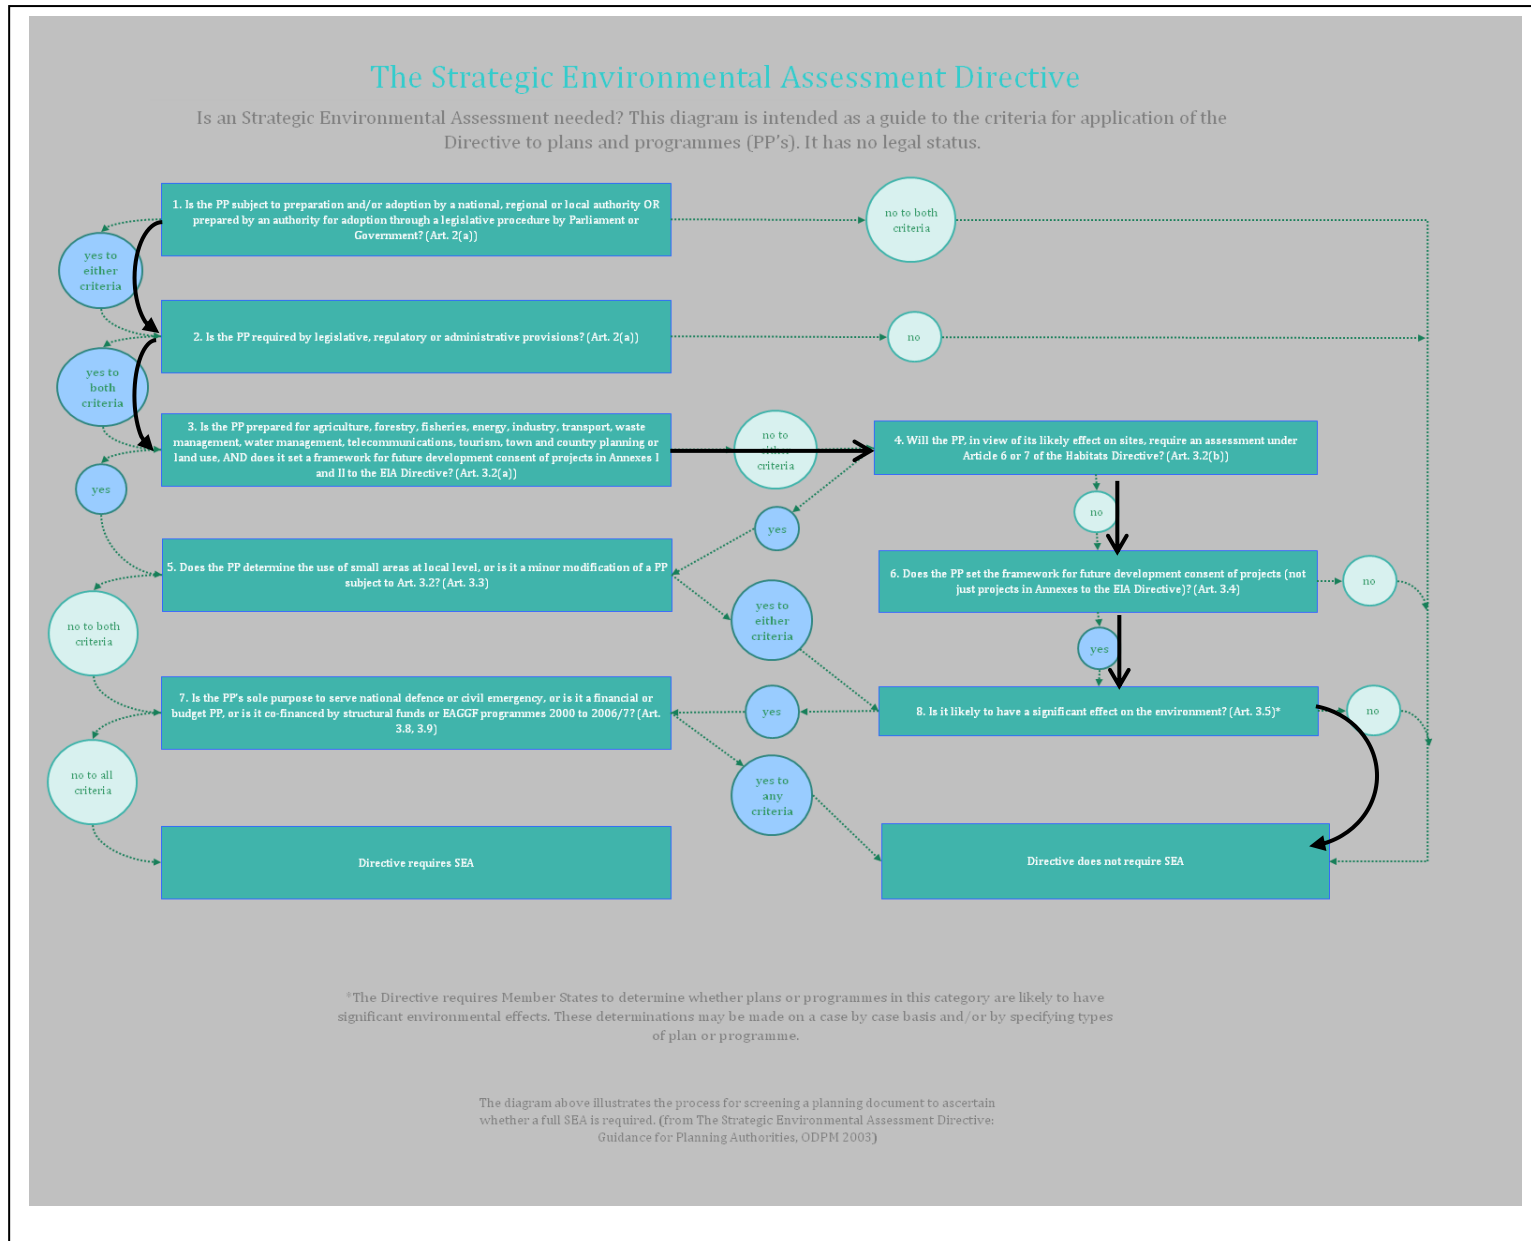 The Strategic Environmental Assessment Directive
Is an Strategic Environmental Assessment needed? This diagram is intended as a guide to the criteria for application of the
Directive to plans and programmes (PP's). It has no legal status.
1. Is the PP subject to preparation and/or adoption by a national, regional or local authority OR
prepared by an authority for adoption through a legislative procedure by Parliament or
Government? (Art. 2(a))
no to both
criteria
yes to
either
criteria
2. Is the PP required by legislative, regulatory or administrative provisions? (Art. 2(a))
no
yes to
both
criteria
3. Is the PP prepared for agriculture, forestry, fisheries, energy, industry, transport, waste
management, water management, telecommunications, tourism, town and country planning or
land use, AND does it set a framework for future development consent of projects in Annexes I
and II to the EIA Directive? (Art. 3.2(a))
no to
either
criteria
4. Will the PP, in view of its likely effect on sites, require an assessment under
Article 6 or 7 of the Habitats Directive? (Art. 3.2(b))
yes
no
yes
5. Does the PP determine the use of small areas at local level, or is it a minor modification of a PP
subject to Art. 3.2? (Art. 3.3)
6. Does the PP set the framework for future development consent of projects (not
just projects in Annexes to the EIA Directive)? (Art. 3.4)
no
no to both
criteria
yes to
either
criteria
yes
7. Is the PP's sole purpose to serve national defence or civil emergency, or is it a financial or
budget PP, or is it co-financed by structural funds or EAGGF programmes 2000 to 2006/7? (Art.
3.8, 3.9)
yes
8. Is it likely to have a significant effect on the environment? (Art. 3.5)*
no
no to all
criteria
yes to
any
criteria
Directive requires SEA
Directive does not require SEA
*The Directive requires Member States to determine whether plans or programmes in this category are likely to have
significant environmental effects. These determinations may be made on a case by case basis and/or by specifying types
of plan or programme.
The diagram above illustrates the process for screening a planning document to ascertain
whether a full SEA is required. (from The Strategic Environmental Assessment Directive:
Guidance for Planning Authorities, ODPM 2003)